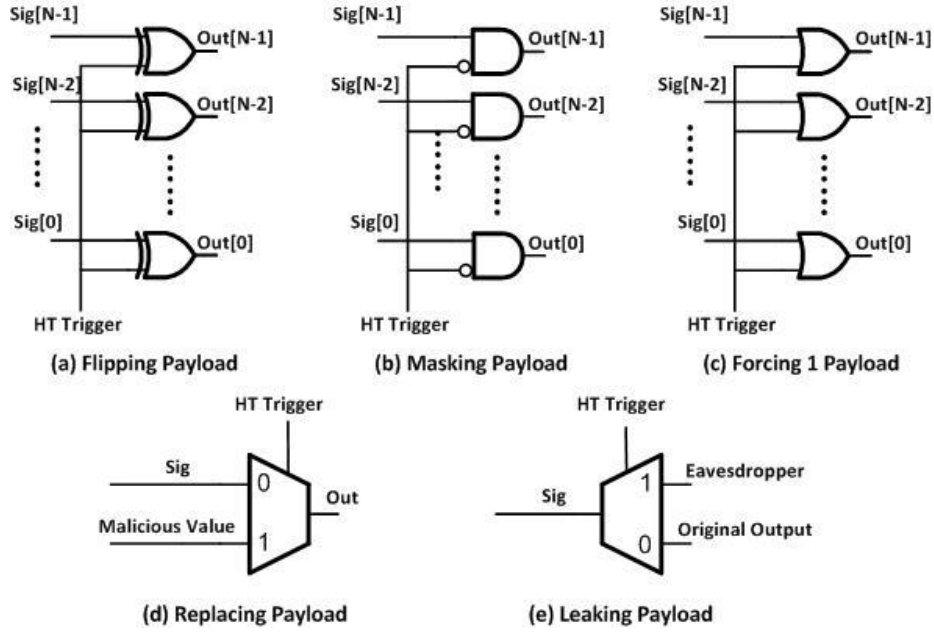 Sig[N-1]
Out[N-1]
Sig[N-2]
Out[N-2]
Sig[0]
Out[0]
HT Trigger
(a) Flipping Payload
Sig[N-1]
Out[N-1]
Sig[N-2]
Out[N-2]
Sig[0]
Out[0]
HT Trigger
(b) Masking Payload
Sig[N-1]
Out[N-1]
Sig[N-2]
Out[N-2]
Sig[0]
Out[0]
HT Trigger
(c) Forcing 1 Payload
HT Trigger
Sig
0
Out
Malicious Value
1
(d) Replacing Payload
HT Trigger
Eavesdropper
1
Sig
Original Output
0
(e) Leaking Payload